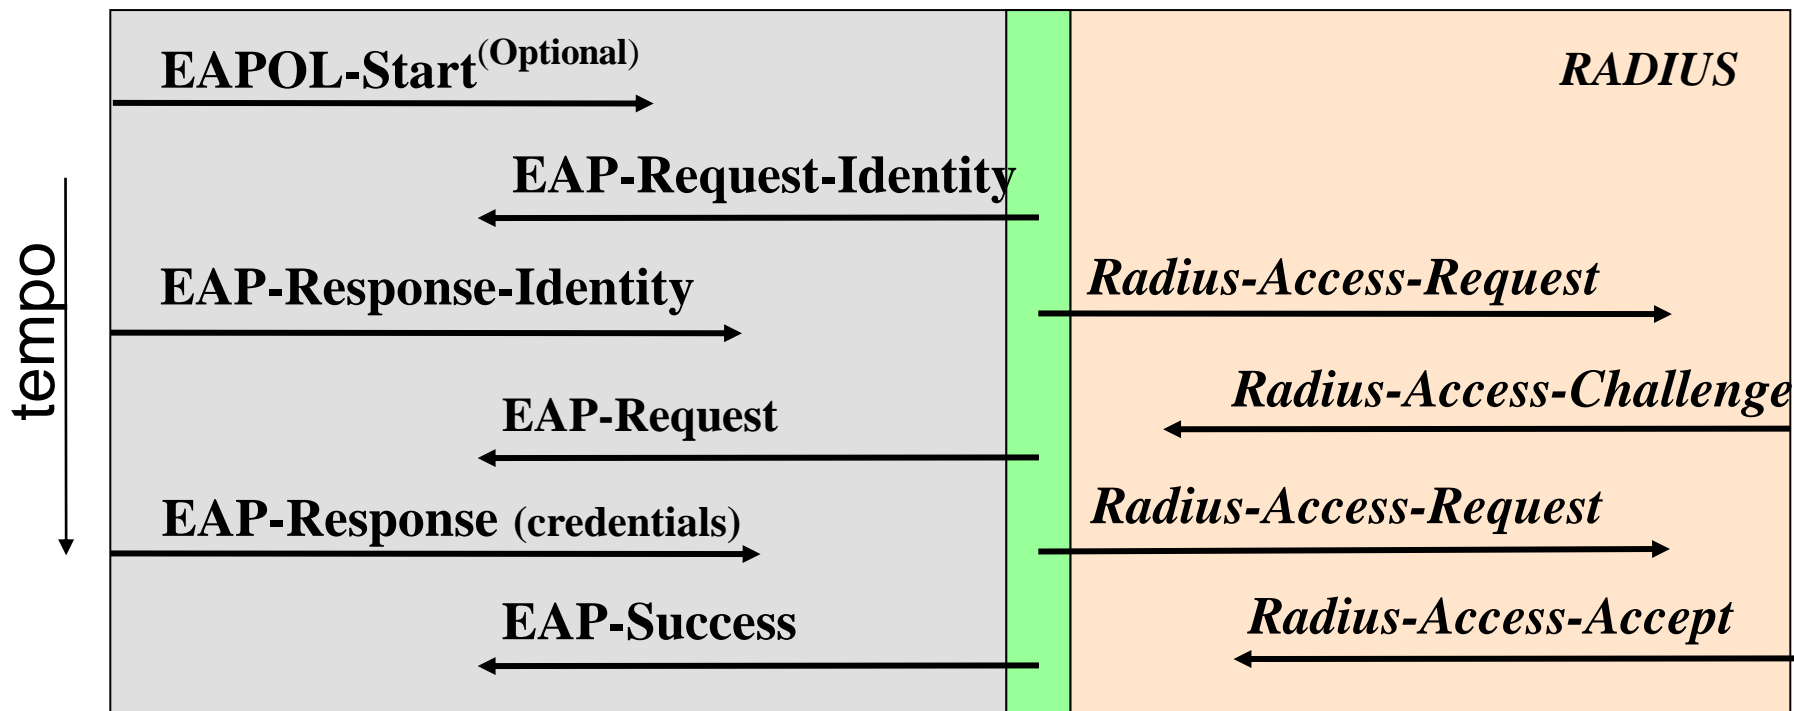 EAPOL-Start(Optional)
RADIUS
EAP-Request-Identity
tempo
EAP-Response-Identity
Radius-Access-Request
Radius-Access-Challenge
EAP-Request
EAP-Response (credentials)
Radius-Access-Request
EAP-Success
Radius-Access-Accept